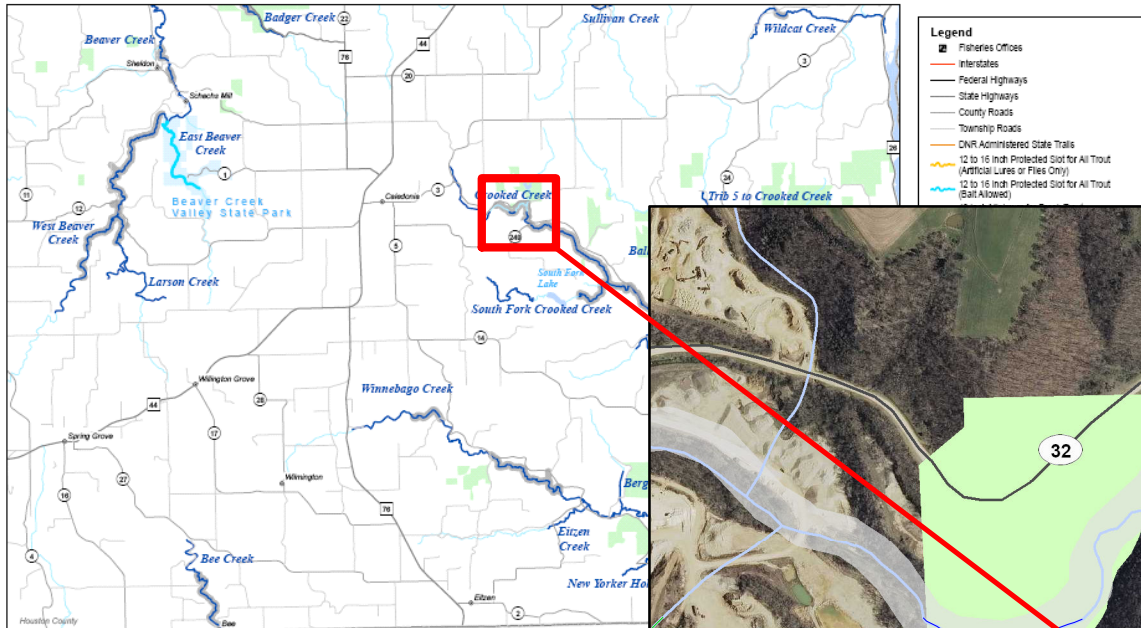 Badger Creek
22
Sullivan Creek
Wildcat Creek
Beaver Creek
44
76
3
Sheldon
20
Schechs Mill
East Beaver
Creek
1
26
11
12
Beaver Creek
Valley State Park
Caledonia
3
Crooked Creek
24
1 Trib 5 to Crooked Creek
West Beaver
Creek
5
249
Larson Creek
South Fork
Lake
South Fork Crooked Creek
14
Winnebago Creek
Willington Grove
44
28
17
Spring Grove
27
16
Wilmington
76
Berg
Eitzen
Creek
4
Bee Creek
New Yorker Ho
Eitzen
2
Houston County
Bee
Legend
Fisheries Offices
Interstates
Federal Highways
State Highways
County Roads
Township Roads
DNR Administered State Trails
12 to 16 Inch Protected Slot for All Trout
(Artificial Lures or Flies Only)
12 to 16 Inch Protected Slot for All Trout
(Bait Allowed)
32